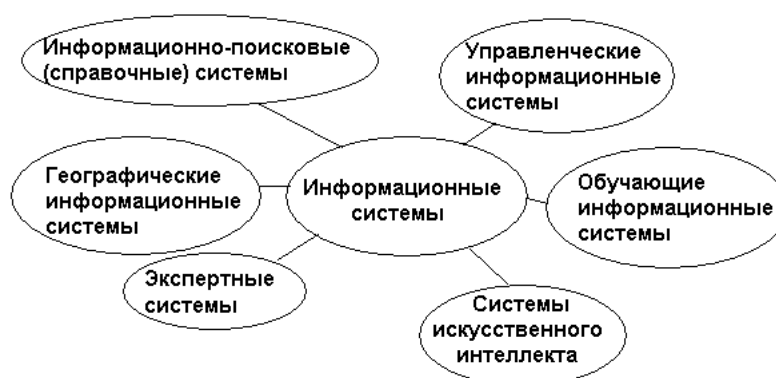 Информационно-поисковые
(справочные) системы
Управленческие
информационные
системы
Географические
информационные
системы
Информационные
системы
Обучающие
информационные
системы
Экспертные
системы
Системы
искусственного
интеллекта